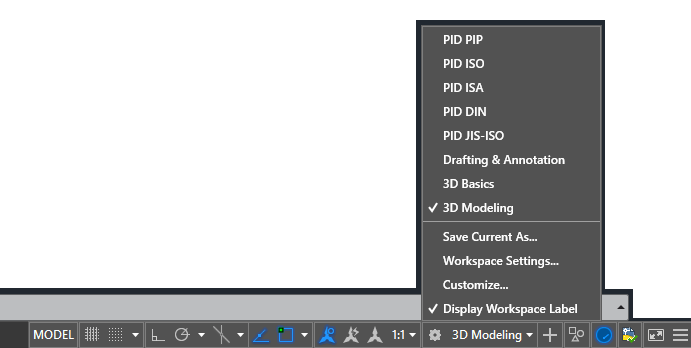 PID PIP
PID ISO
PID ISA
PID DIN
PID JIS-ISO
Drafting & Annotation
3D Basics
3D Modeling
Save Current As...
Workspace Settings...
Customize...
Display Workspace Label
MODEL 1:1 3D Modeling